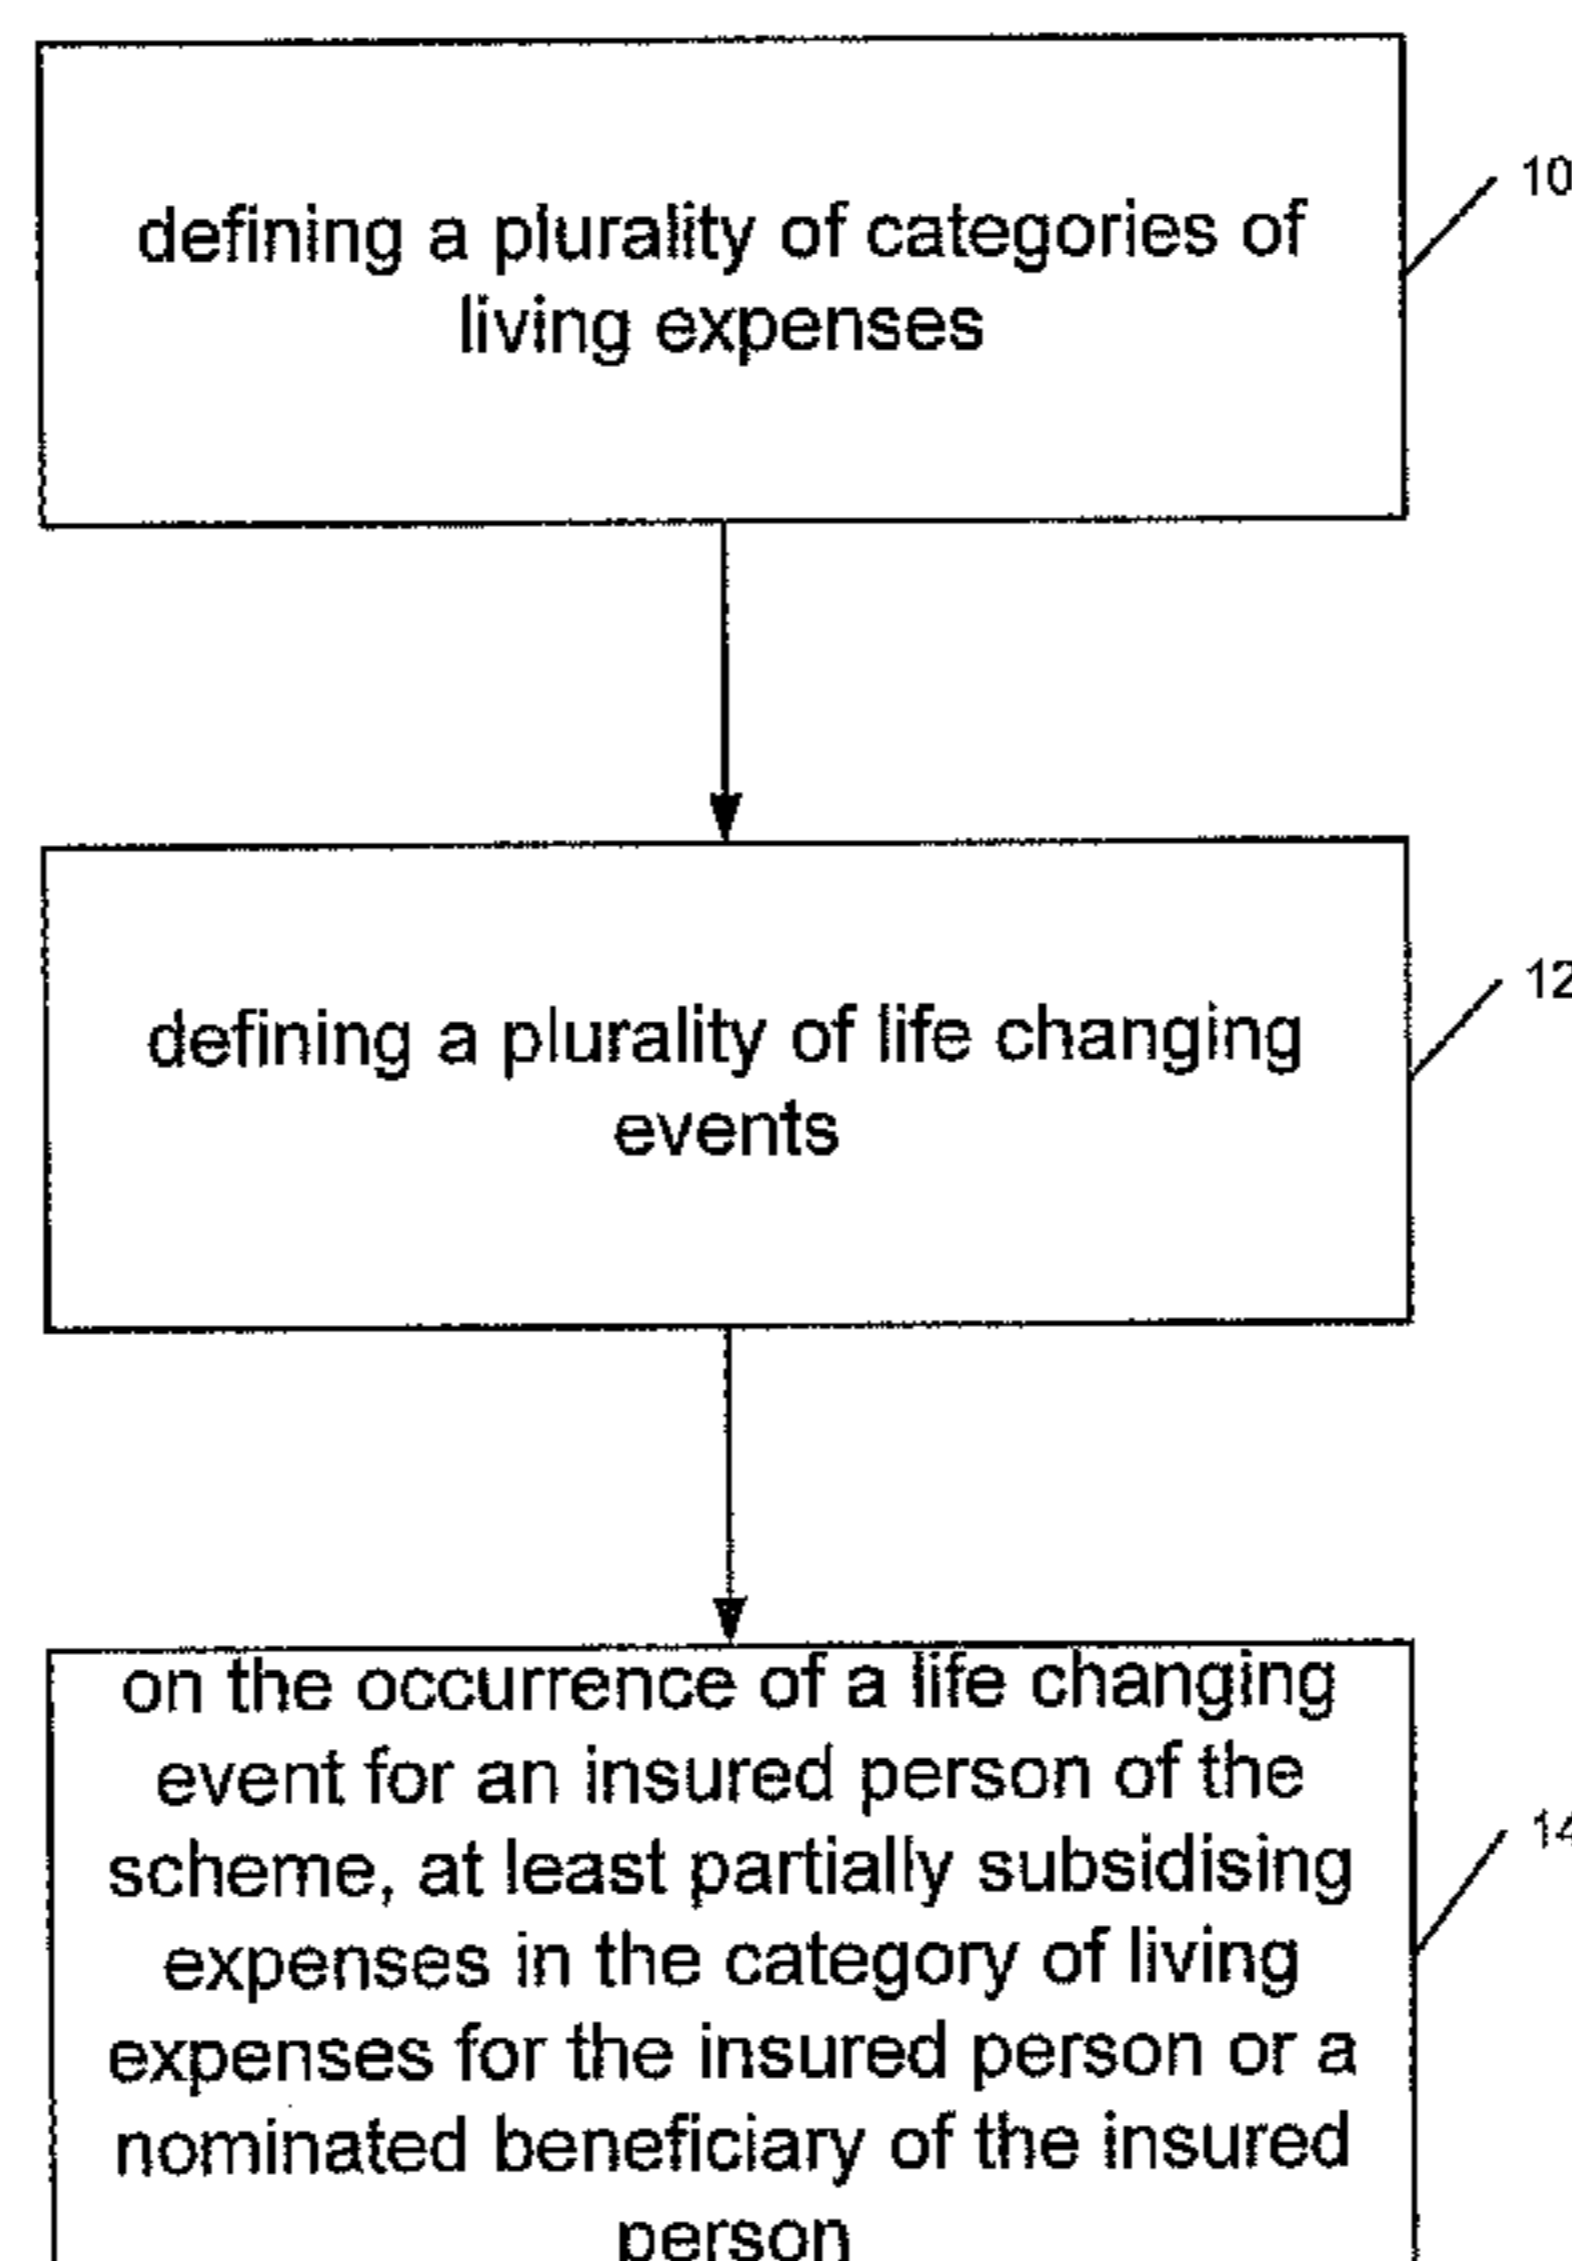 defining a plurality of categories of
living expenses
10
defining a plurality of life changing
events
12
on the occurrence of a life changing
event for an insured person of the
scheme, at least partially subsidising
expenses in the category of living
expenses for the insured person or a
nominated beneficiary of the insured
person
14